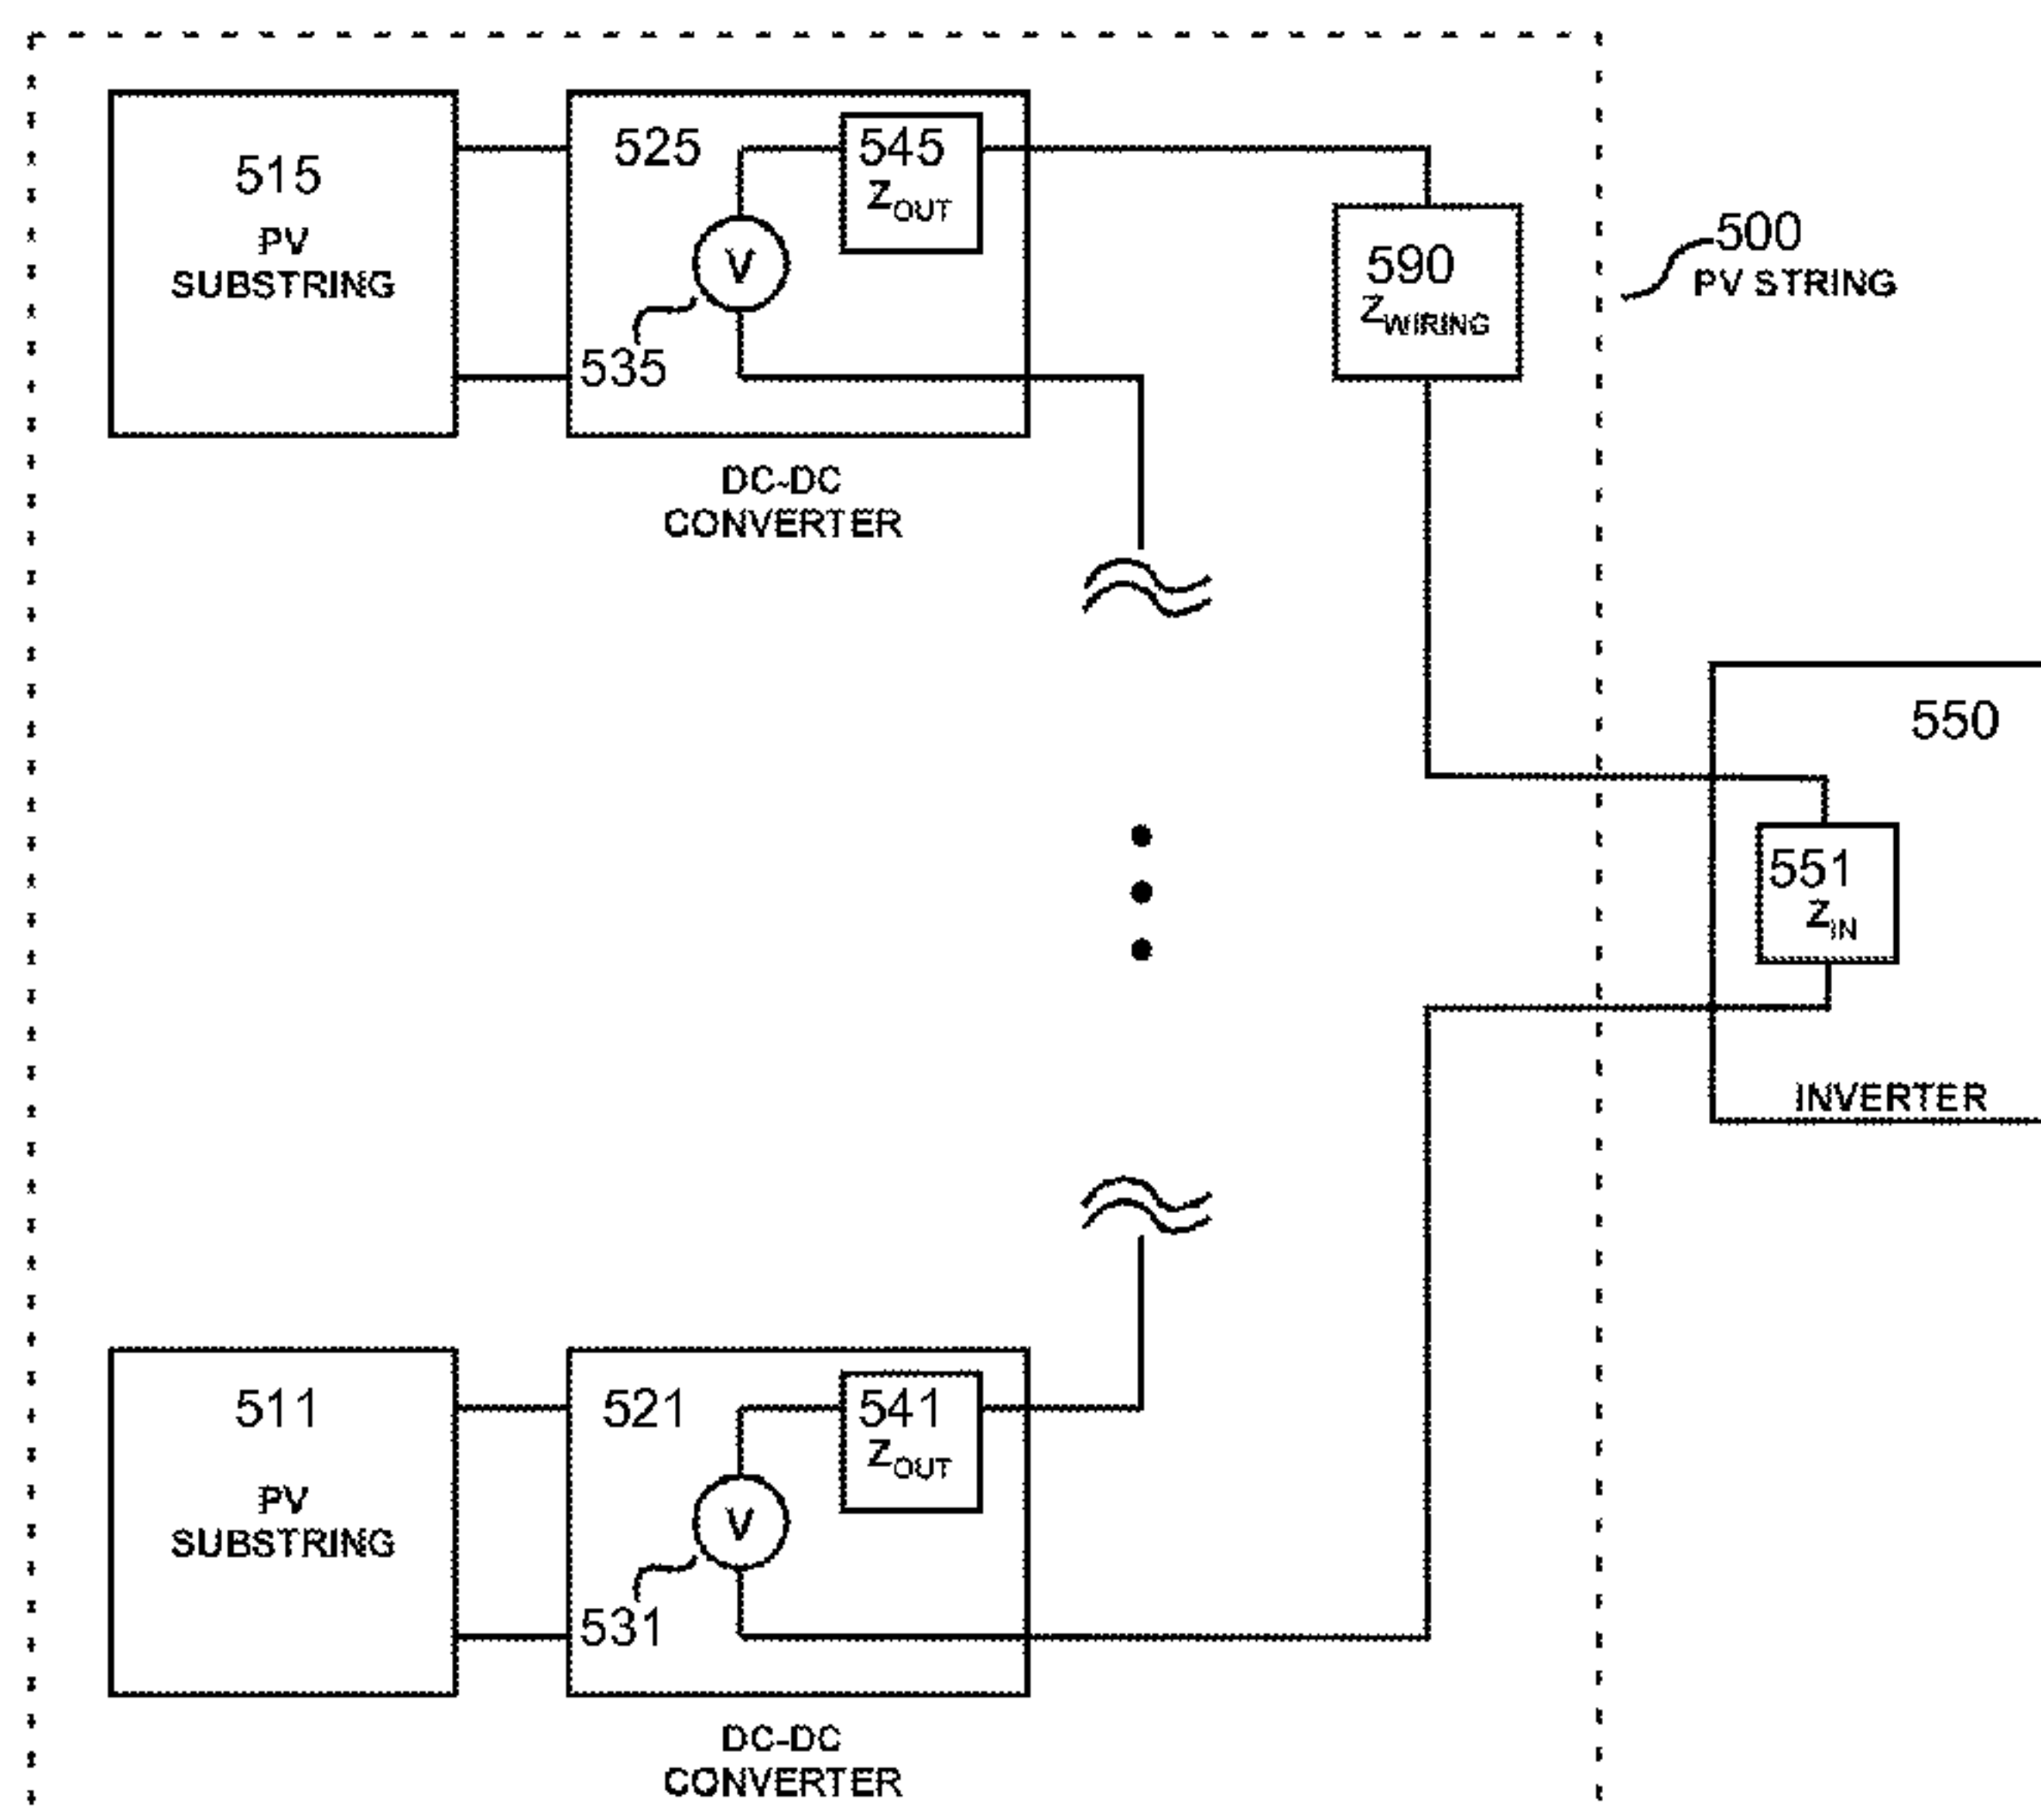 515
PV
SUBSTRING
525
545
ZOUT
V
535
DC-DC
CONVERTER
590
ZWIRING
500
PV STRING
550
551
ZIN
INVERTER
511
PV
SUBSTRING
521
541
ZOUT
V
531
DC-DC
CONVERTER